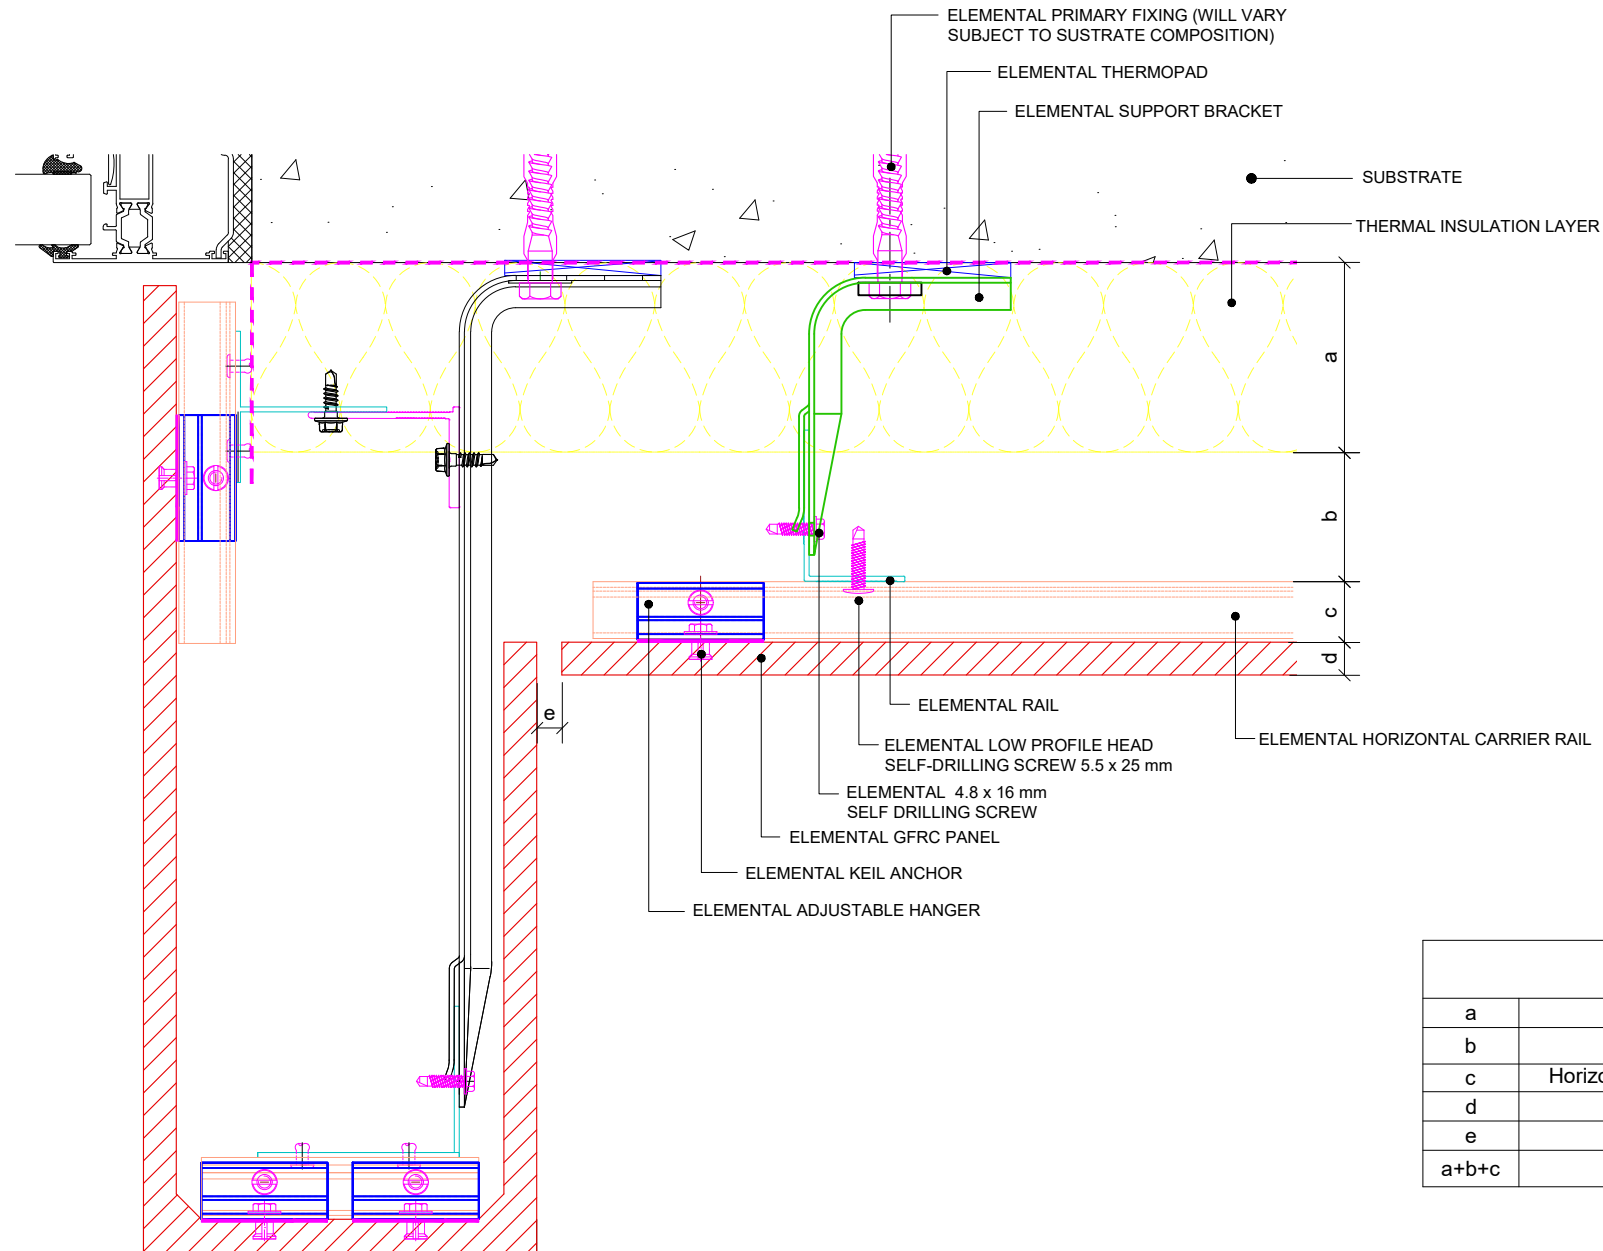 ELEMENTAL PRIMARY FIXING (WILL VARY
SUBJECT TO SUSTRATE COMPOSITION)
ELEMENTAL THERMOPAD
ELEMENTAL SUPPORT BRACKET
SUBSTRATE
THERMAL INSULATION LAYER
a
b
c
d
e
ELEMENTAL RAIL
ELEMENTAL HORIZONTAL CARRIER RAIL
ELEMENTAL LOW PROFILE HEAD
SELF-DRILLING SCREW 5.5 x 25 mm
ELEMENTAL 4.8 x 16 mm
SELF DRILLING SCREW
ELEMENTAL GFRC PANEL
ELEMENTAL KEIL ANCHOR
ELEMENTAL ADJUSTABLE HANGER
a
b
c Horizo
d
e
a+b+c